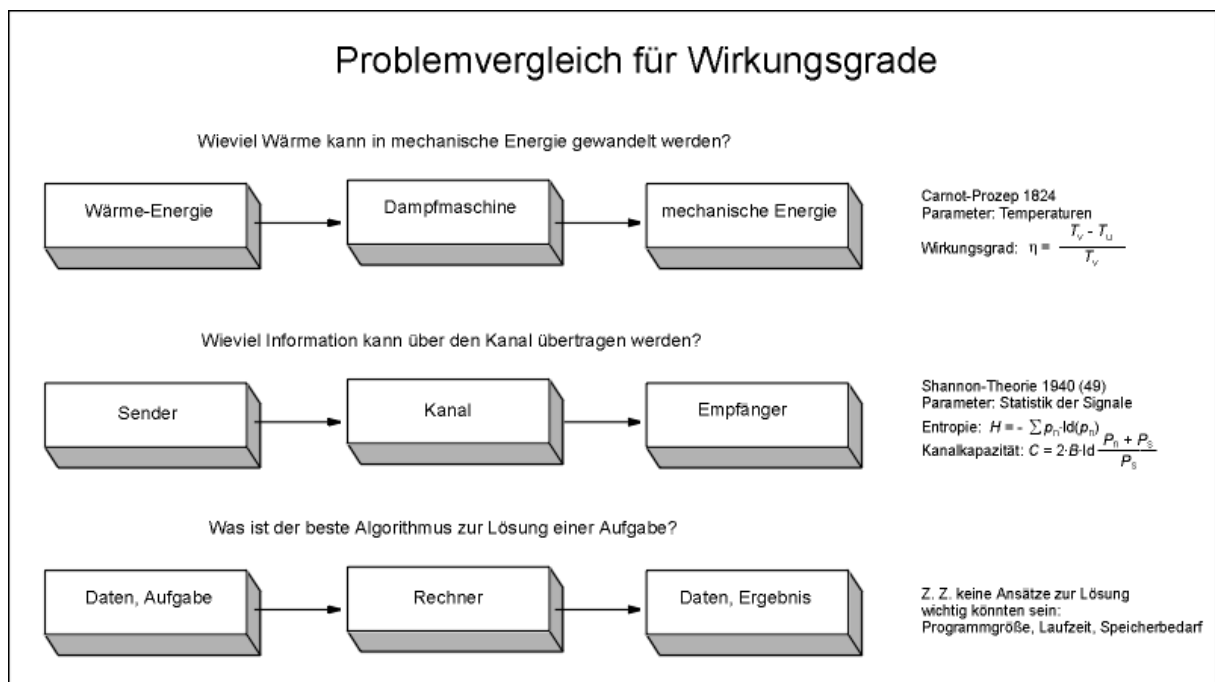 Problemvergleich für Wirkungsgrade
Wieviel Wärme kann in mechanische Energie gewandelt werden?
Wärme-Energie
Dampfmaschine
mechanische Energie
Carnot-Prozep 1824
Parameter: Temperaturen
Wirkungsgrad: η = (T_v - T_u) / T_v
Wieviel Information kann über den Kanal übertragen werden?
Sender
Kanal
Empfänger
Shannon-Theorie 1940 (49)
Parameter: Statistik der Signale
Entropie: H = - ∑ p_n·ld(p_n)
Kanalkapazität: C = 2·B·ld (P_n + P_s) / P_s
Was ist der beste Algorithmus zur Lösung einer Aufgabe?
Daten, Aufgabe
Rechner
Daten, Ergebnis
Z. Z. keine Ansätze zur Lösung
wichtig könnten sein:
Programmgröße, Laufzeit, Speicherbedarf